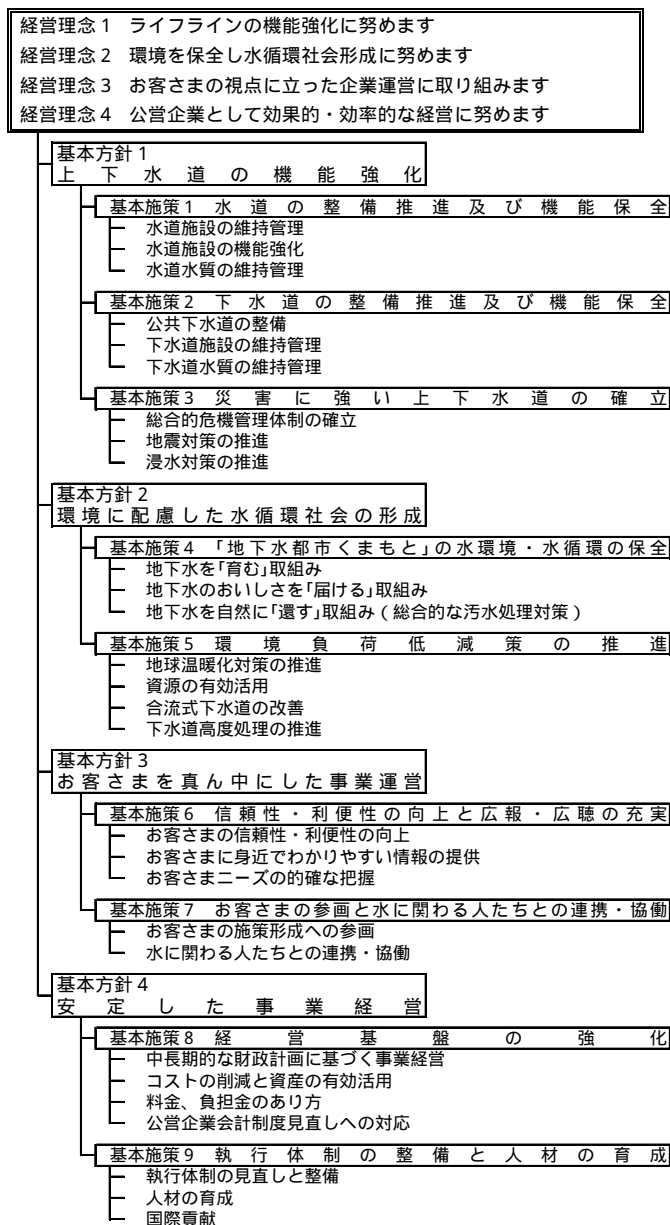 経営理念1 ライフラインの機能強化に努めます
経営理念2 環境を保全し水循環社会形成に努めます
経営理念3 お客さまの視点に立った企業運営に取り組みます
経営理念4 公営企業として効果的・効率的な経営に努めます
基本方針1
上下水道の機能強化
基本施策1 水道の整備推進及び機能保全
水道施設の維持管理
水道施設の機能強化
水道水質の維持管理
基本施策2 下水道の整備推進及び機能保全
公共下水道の整備
下水道施設の維持管理
下水道水質の維持管理
基本施策3 災害に強い上下水道の確立
総合的危機管理体制の確立
地震対策の推進
浸水対策の推進
基本方針2
環境に配慮した水循環社会の形成
基本施策4 「地下水都市くまもと」の水環境・水循環の保全
地下水を「育む」取組み
地下水のおいしさを「届ける」取組み
地下水を自然に「還す」取組み(総合的な汚水処理対策)
基本施策5 環境負荷低減策の推進
地球温暖化対策の推進
資源の有効活用
合流式下水道の改善
下水道高度処理の推進
基本方針3
お客さまを真ん中にした事業運営
基本施策6 信頼性・利便性の向上と広報・広聴の充実
お客さまの信頼性・利便性の向上
お客さまに身近でわかりやすい情報の提供
お客さまニーズの的確な把握
基本施策7 お客さまの参画と水に関わる人たちとの連携・協働
お客さまの施策形成への参画
水に関わる人たちとの連携・協働
基本方針4
安定した事業経営
基本施策8 経営基盤の強化
中長期的な財政計画に基づく事業経営
コストの削減と資産の有効活用
料金、負担金のあり方
公営企業会計制度見直しへの対応
基本施策9 執行体制の整備と人材の育成
執行体制の見直しと整備
人材の育成
国際貢献